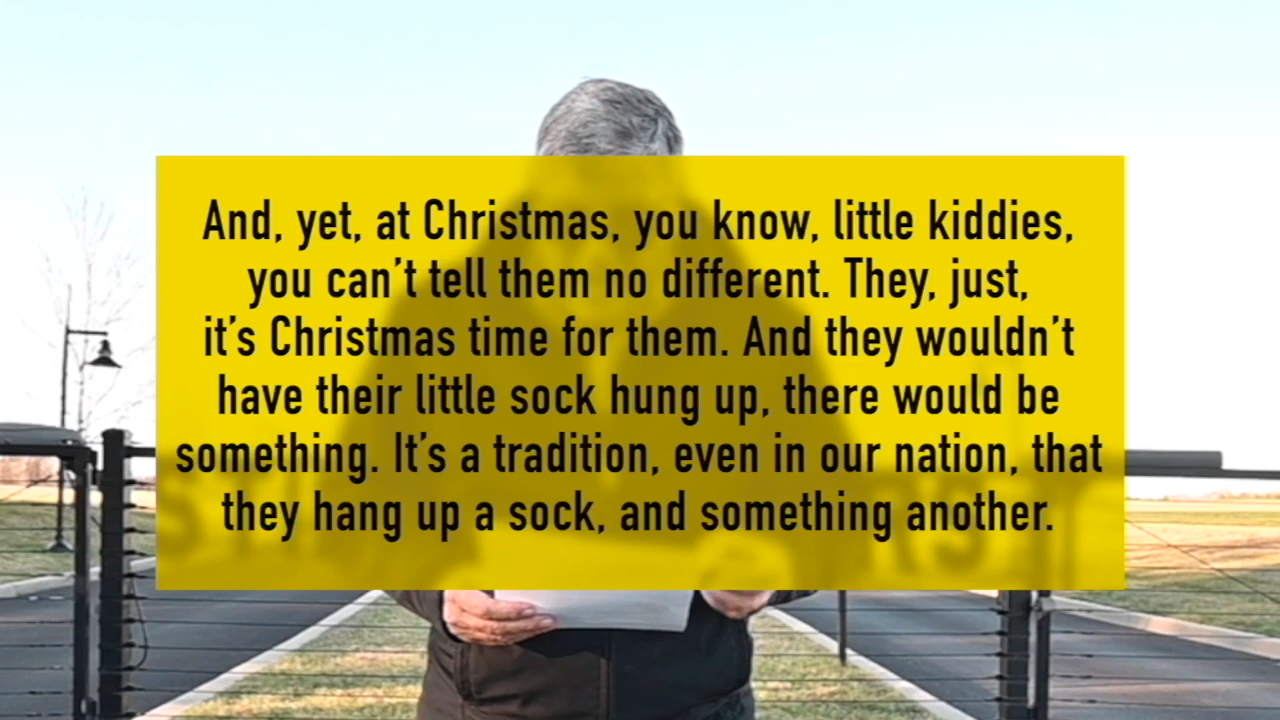 And, yet, at Christmas, you know, little kiddies,
you can't tell them no different. They, just,
it's Christmas time for them. And they wouldn't
have their little sock hung up, there would be
something. It's a tradition, even in our nation, that
they hang up a sock, and something another.